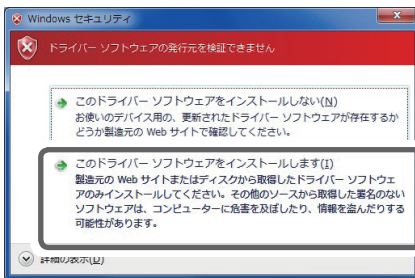 Windows セキュリティ
ドライバー ソフトウェアの発行元を検証できません
このドライバー ソフトウェアをインストールしない(N)
お使いのデバイス用の、更新されたドライバー ソフトウェアが存在するか
どうか製造元の Web サイトで確認してください。
このドライバー ソフトウェアをインストールします(I)
製造元の Web サイトまたはディスクから取得したドライバー ソフトウェ
アのみインストールしてください。その他のソースから取得した署名のない
ソフトウェアは、コンピューターに危害を及ぼしたり、情報を盗んだりする
可能性があります。
詳細の表示(D)